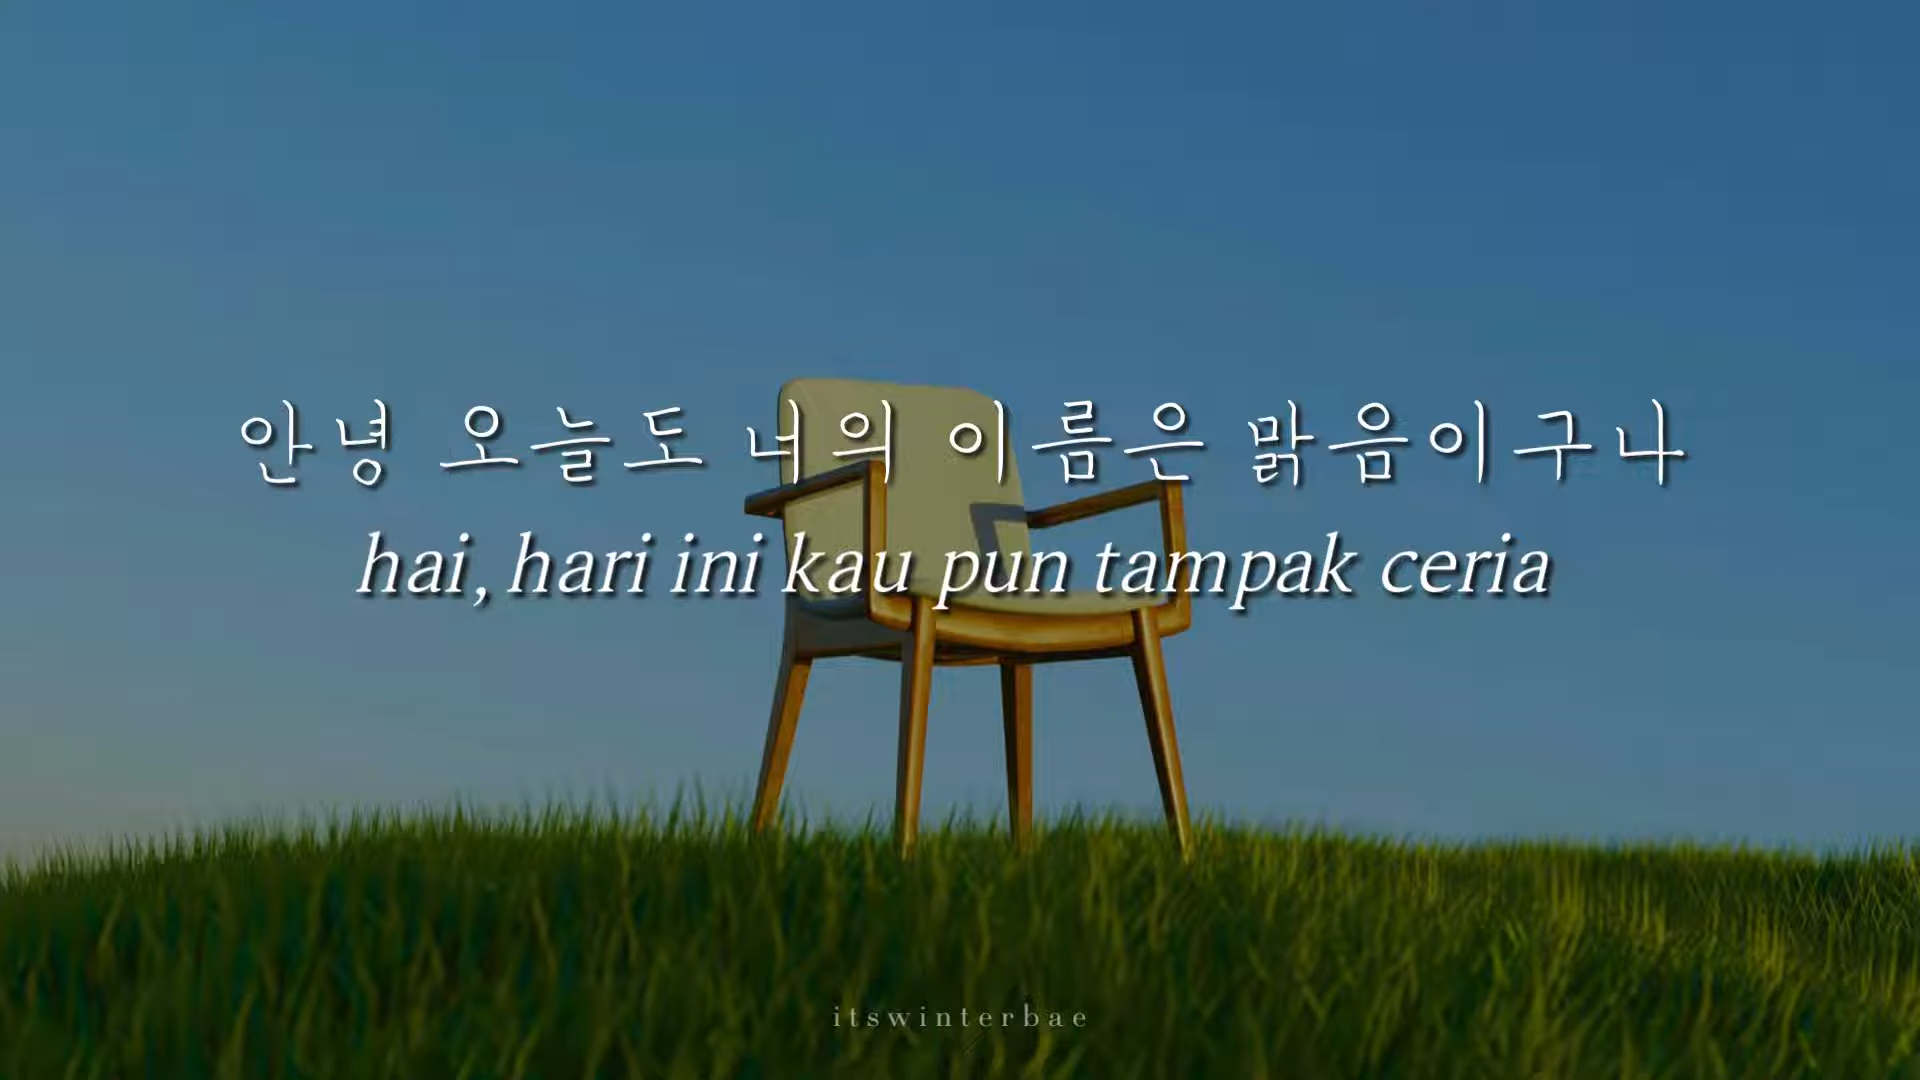 안녕 오늘도 너의 이름은 맑음이구나
hai, hari ini kau pun tampak ceria
itswinterbae